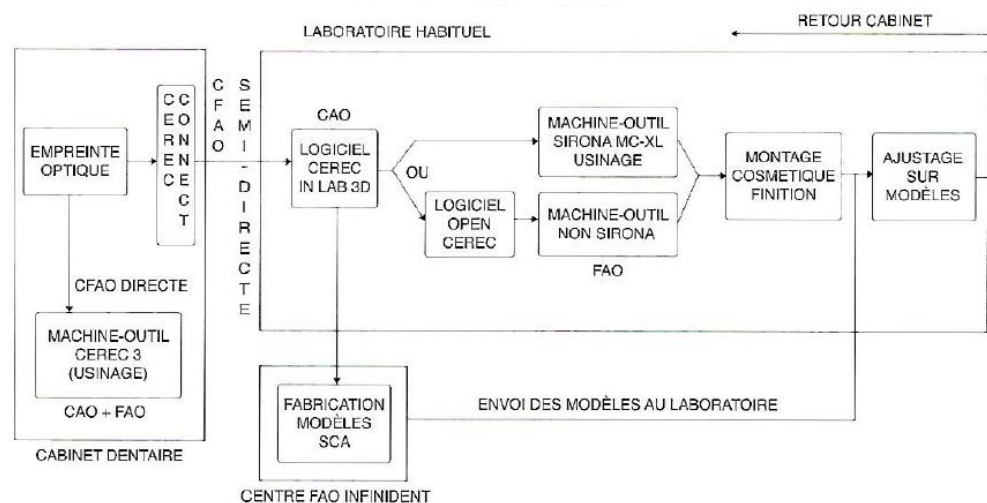 RETOUR CABINET
LABORATOIRE HABITUEL
EMPREINTE
OPTIQUE
CEREC
CONNECT
CFAO
SEMI-DIRECTE
CAO
LOGICIEL
CEREC
IN LAB 3D
OU
LOGICIEL
OPEN
CEREC
MACHINE-OUTIL
SIRONA MC-XL
USINAGE
MACHINE-OUTIL
NON SIRONA
FAO
MONTAGE
COSMETIQUE
FINITION
AJUSTAGE
SUR
MODÈLES
CFAO DIRECTE
MACHINE-OUTIL
CEREC 3
(USINAGE)
CAO + FAO
CABINET DENTAIRE
FABRICATION
MODÈLES
SCA
ENVOI DES MODÈLES AU LABORATOIRE
CENTRE FAO INFINIDENT